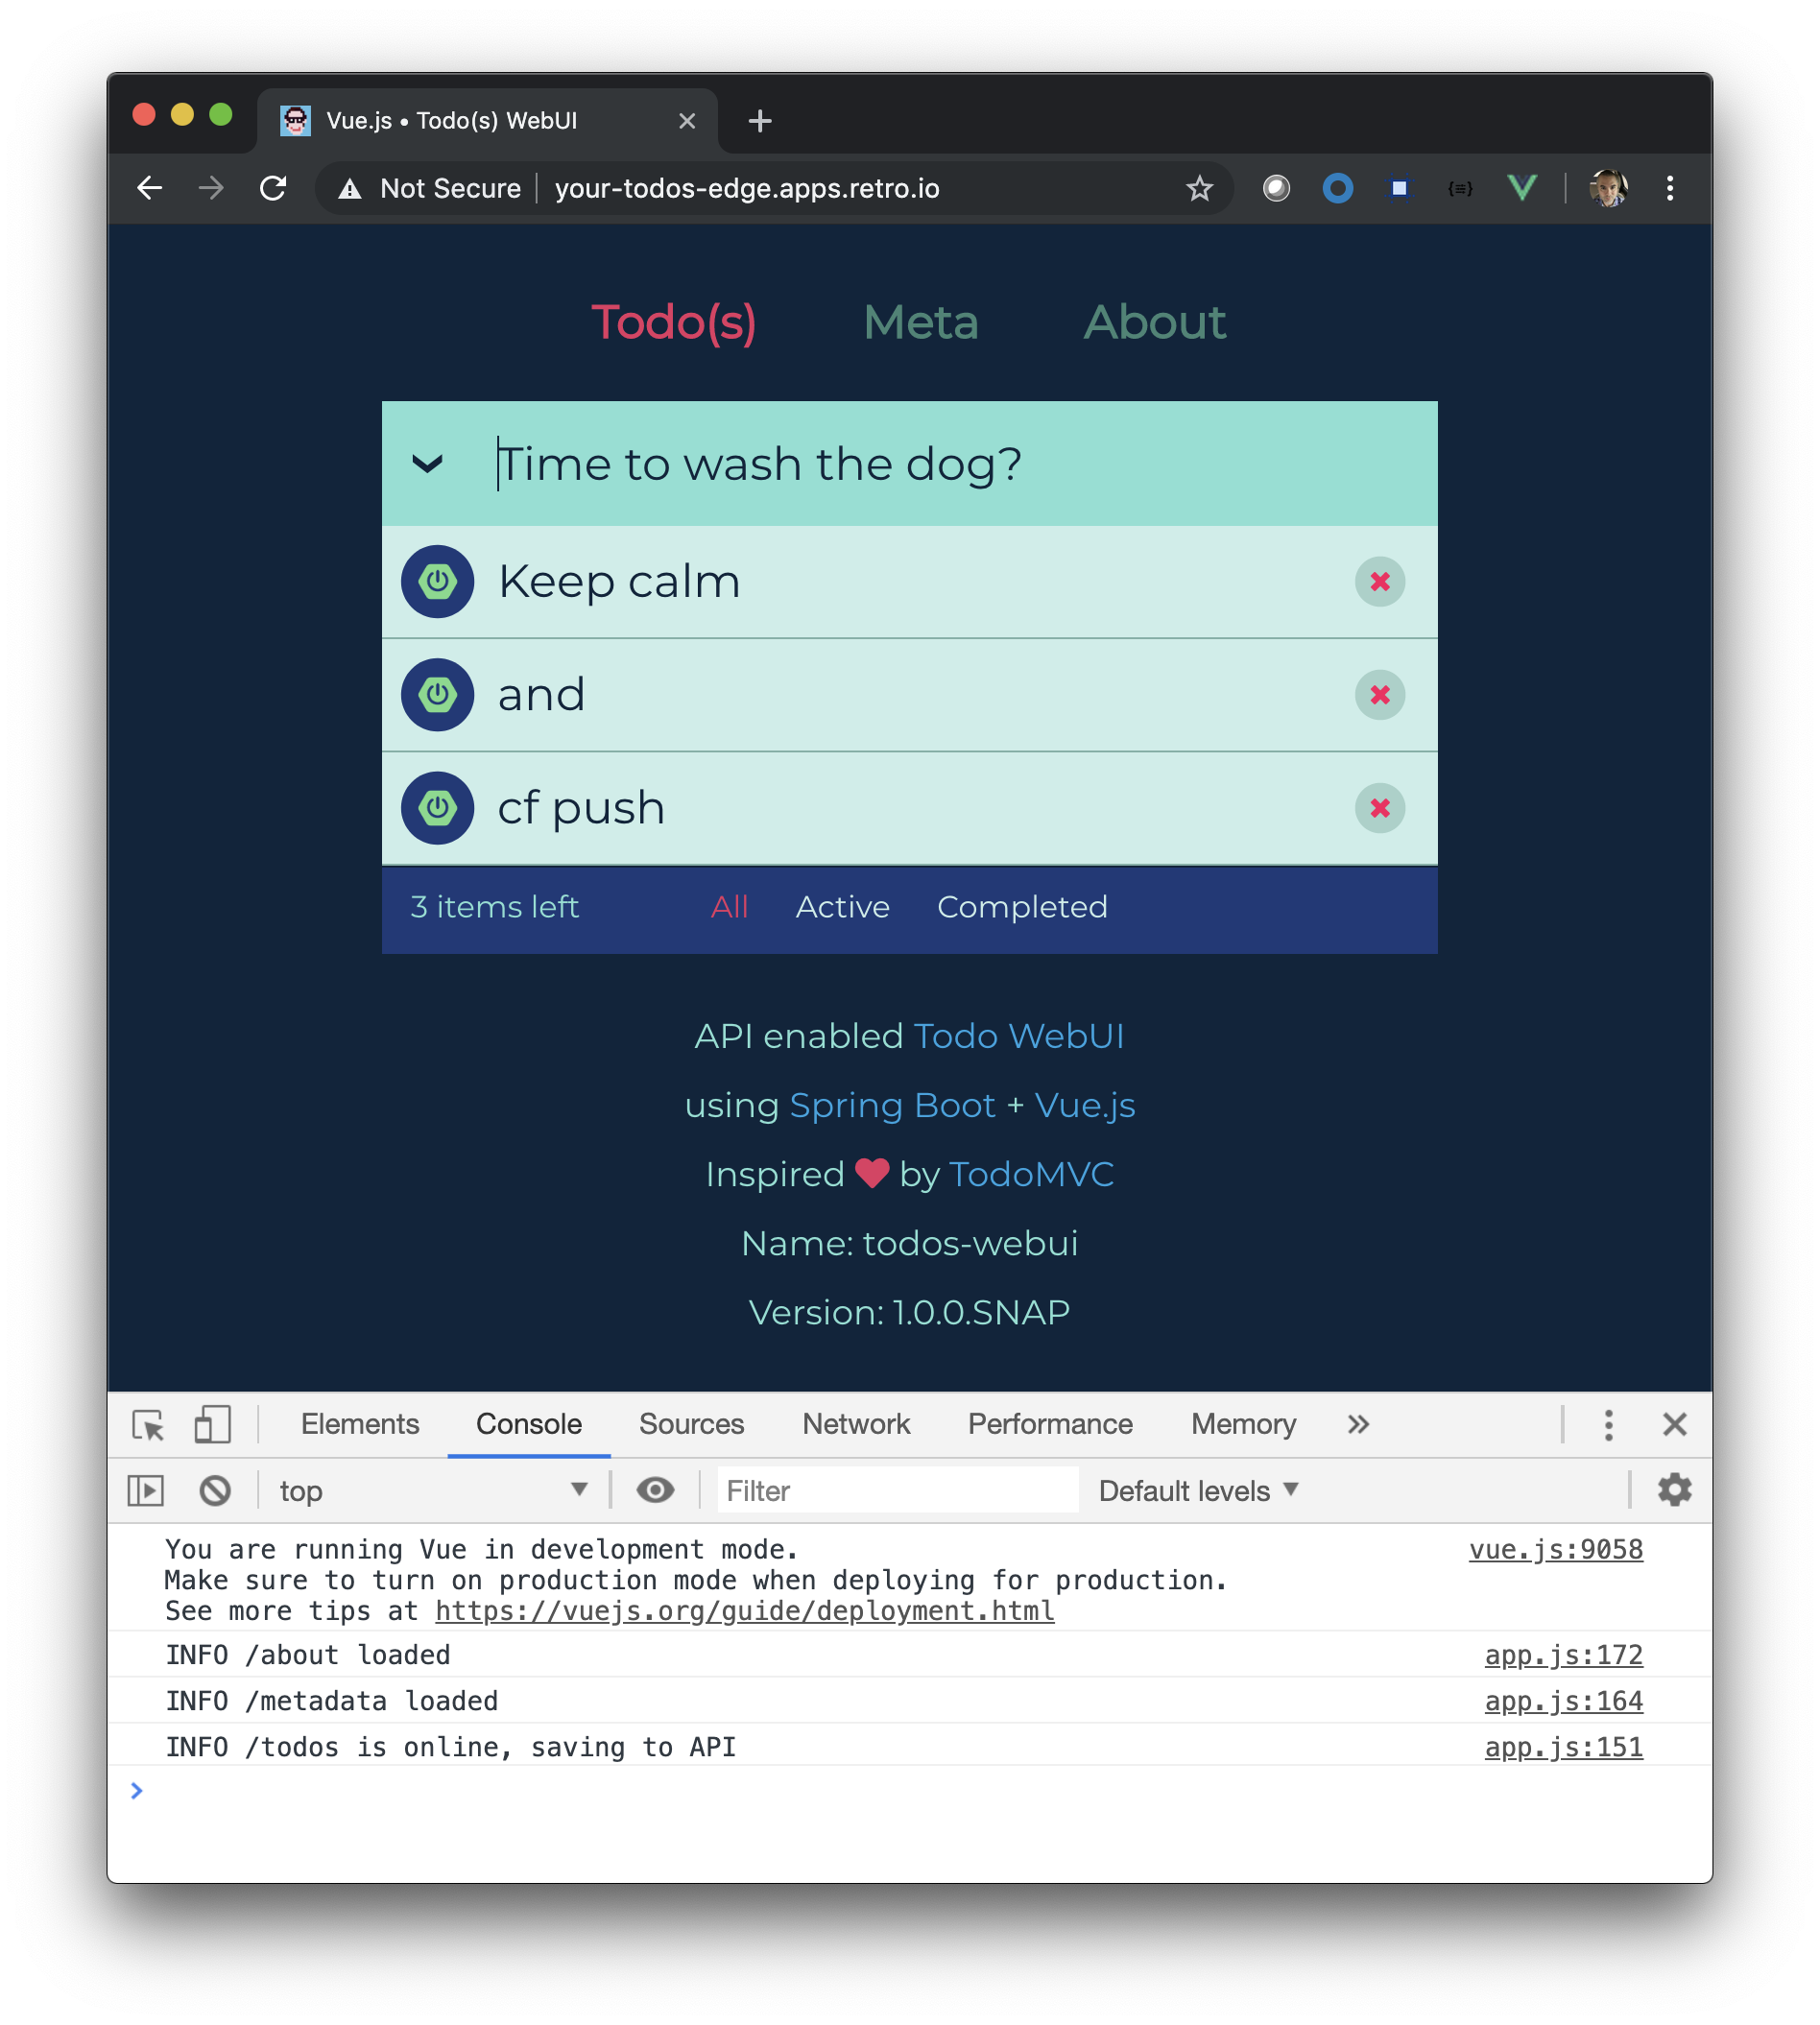 Vue.js • Todo(s) WebUI
Not Secure your-todos-edge.apps.retro.io
Todo(s) Meta About
Time to wash the dog?
Keep calm
and
cf push
3 items left All Active Completed
API enabled Todo WebUI
using Spring Boot + Vue.js
Inspired ❤ by TodoMVC
Name: todos-webui
Version: 1.0.0.SNAP
Elements Console Sources Network Performance Memory
top Filter Default levels
You are running Vue in development mode. vue.js:9058
Make sure to turn on production mode when deploying for production.
See more tips at https://vuejs.org/guide/deployment.html
INFO /about loaded app.js:172
INFO /metadata loaded app.js:164
INFO /todos is online, saving to API app.js:151